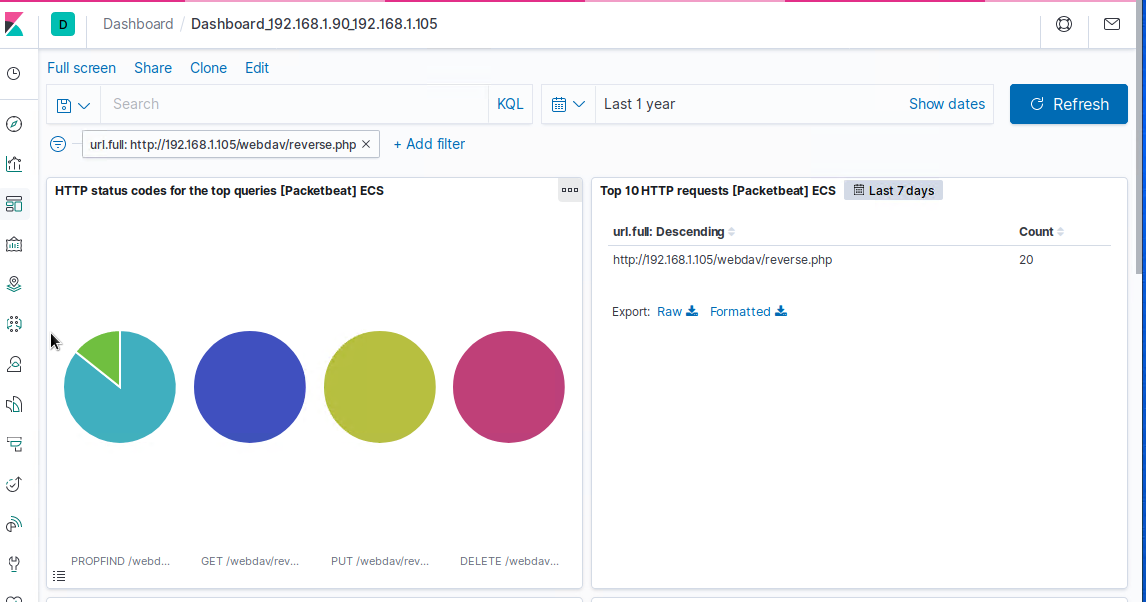 D Dashboard / Dashboard_192.168.1.90_192.168.1.105
Full screen Share Clone Edit
Search KQL Last 1 year Show dates Refresh
url.full: http://192.168.1.105/webdav/reverse.php × + Add filter
HTTP status codes for the top queries [Packetbeat] ECS
PROPFIND /webd... GET /webdav/rev... PUT /webdav/rev... DELETE /webdav...
Top 10 HTTP requests [Packetbeat] ECS Last 7 days
url.full: Descending Count
http://192.168.1.105/webdav/reverse.php 20
Export: Raw Formatted